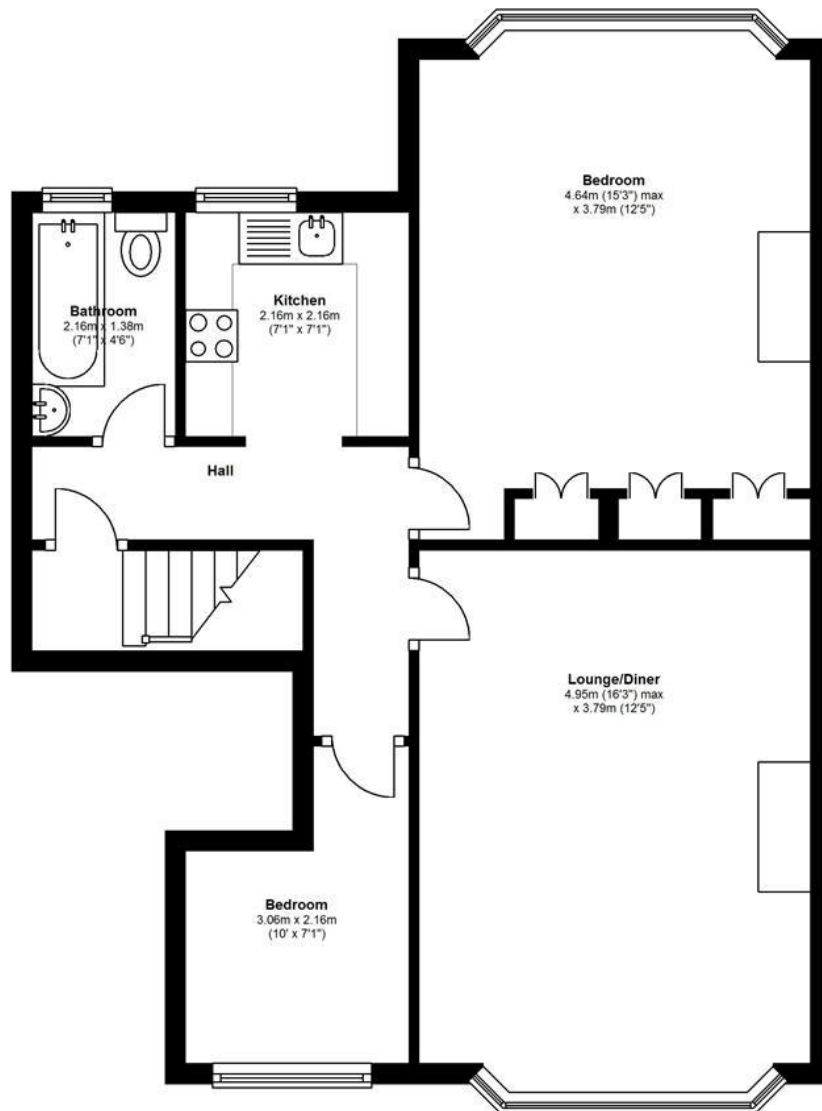 Bedroom
4.64m (15'3") max
x 3.79m (12'5")
Bathroom
2.16m x 1.38m
(7'1" x 4'6")
Kitchen
2.16m x 2.16m
(7'1" x 7'1")
Hall
Lounge/Diner
4.95m (16'3") max
x 3.79m (12'5")
Bedroom
3.06m x 2.16m
(10' x 7'1")